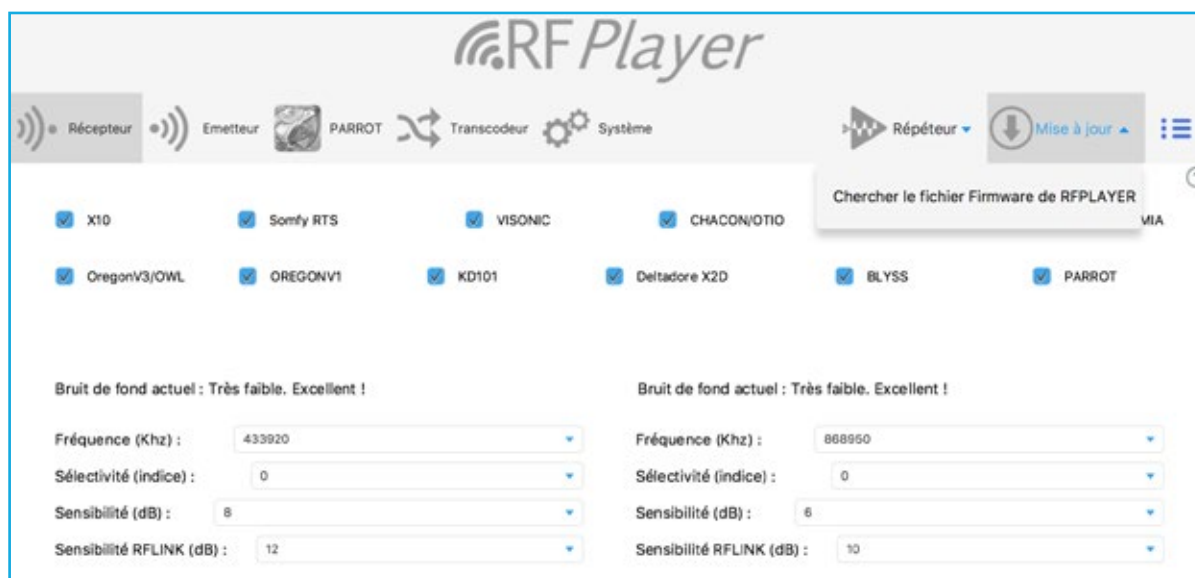 RFPlayer
Récepteur Emetteur PARROT Transcodeur Système Répéteur Mise à jour
Chercher le fichier Firmware de RFPLAYER
X10 Somfy RTS VISONIC CHACON/OTIO MIA
OregonV3/OWL OREGONV1 KD101 Deltadore X2D BLYSS PARROT
Bruit de fond actuel : Très faible. Excellent ! Bruit de fond actuel : Très faible. Excellent !
Fréquence (Khz) : 433920 Fréquence (Khz) : 868950
Sélectivité (indice) : 0 Sélectivité (indice) : 0
Sensibilité (dB) : 8 Sensibilité (dB) : 6
Sensibilité RFLINK (dB) : 12 Sensibilité RFLINK (dB) : 10